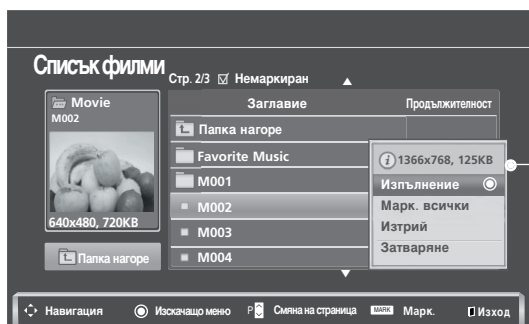 Списък филми
Стр. 2/3 ☑ Немаркиран
Movie
M002
640x480, 720KB
Папка нагоре
Заглавие Продължителност
Папка нагоре
Favorite Music
M001
M002
M003
M004
1366x768, 125KB
Изпълнение
Марк. всички
Изтрий
Затваряне
Навигация Изскачащо меню P Смяна на страница MARK Марк. Изход